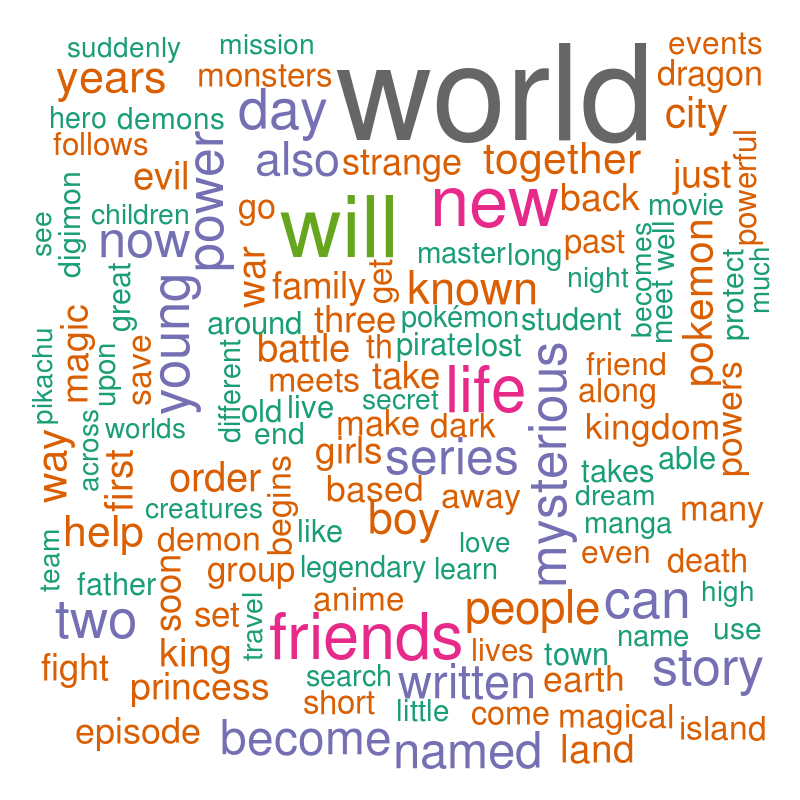 suddenly
mission
events
years
monsters
world
dragon
hero
demons
day
city
follows
power
also
strange
together
just
powerful
evil
see
digimon
children
go
will
new
back
movie
now
war
master
long
past
becomes
well
meet
pokemon
protect
much
great
young
family
get
known
night
magic
around
three
pokémon
student
pikachu
upon
save
different
battle
th
pirate
lost
mysterious
friend
powers
meets
take
life
along
worlds
old
live
secret
across
end
make
dark
kingdom
way
first
girls
series
order
begins
based
away
takes
able
creatures
boy
dream
many
help
demon
like
love
manga
even
death
team
father
soon
group
legendary
learn
high
two
set
travel
anime
people
can
name
use
friends
fight
king
lives
town
story
princess
search
written
earth
short
little
come
magical
island
episode
become
named
land